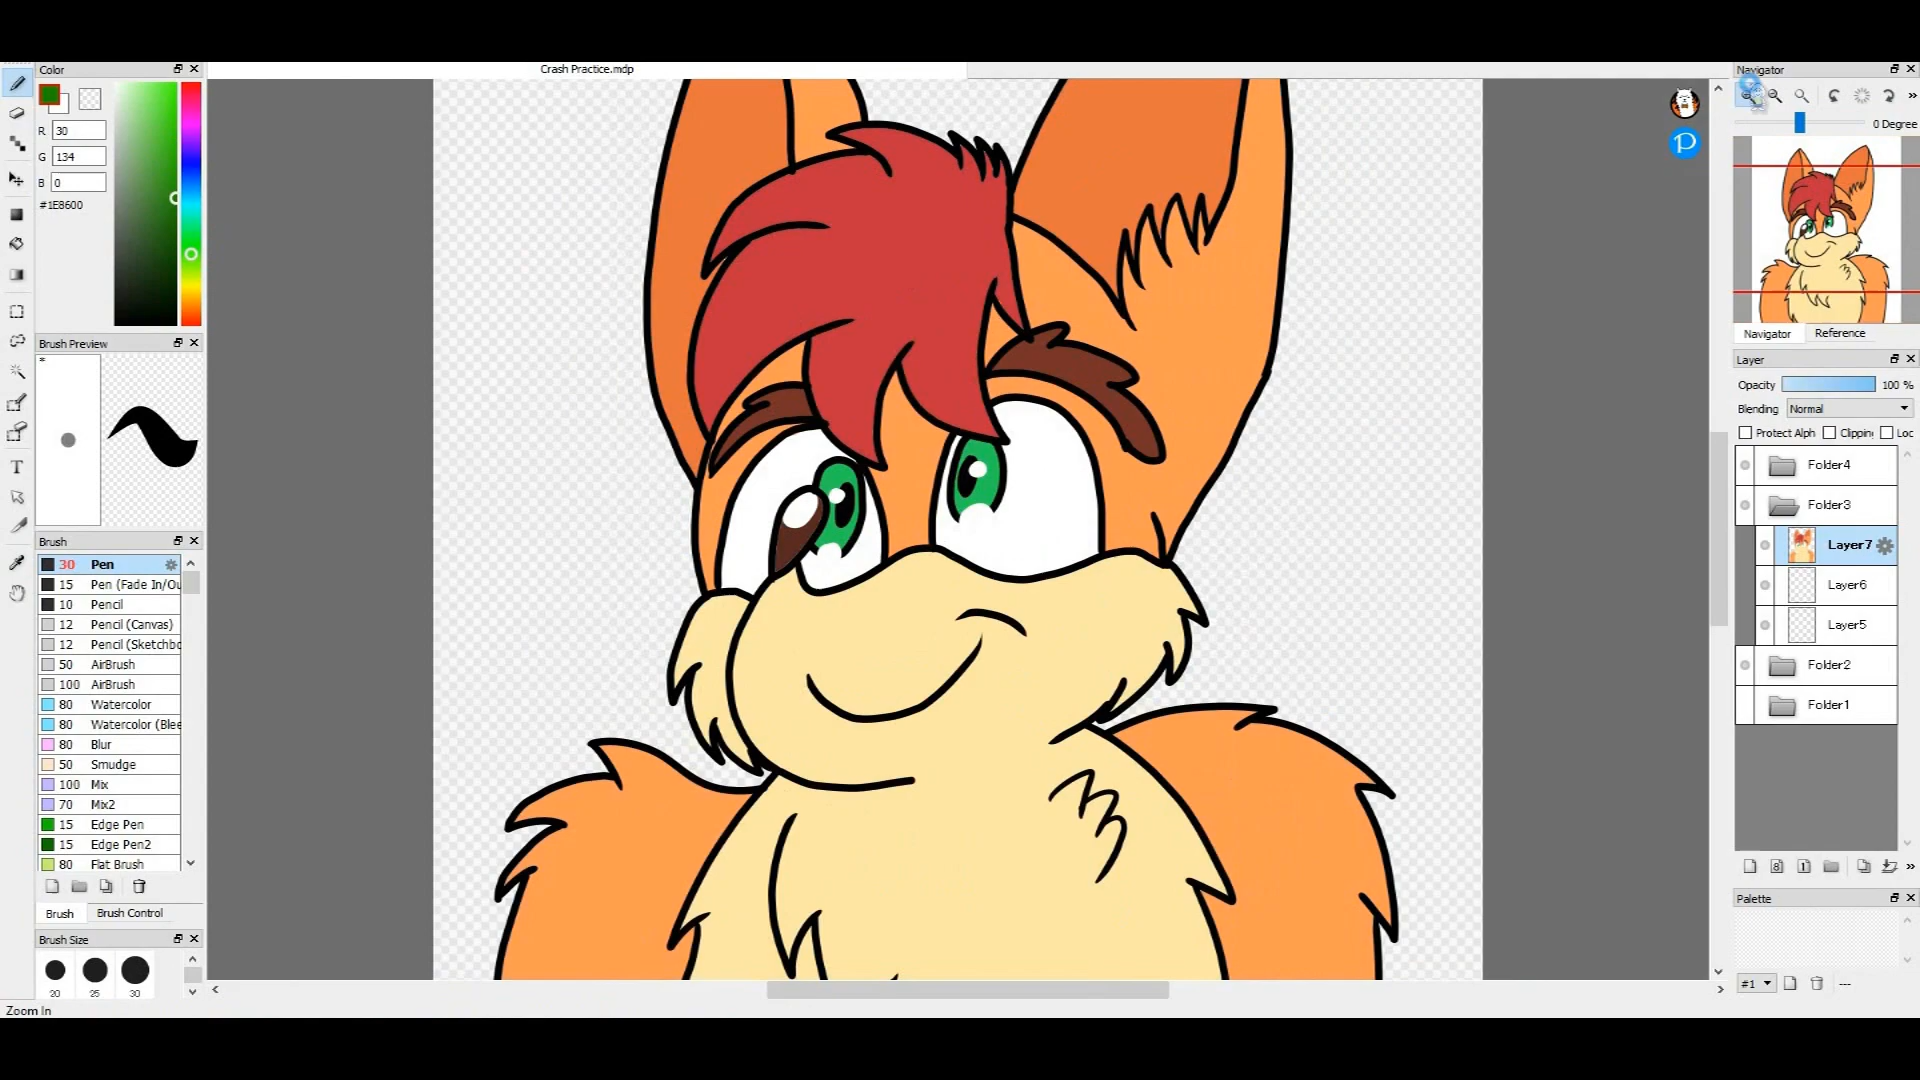 Color
Crash Practice.mdp
Navigator
R 30
G 134
B 0
#1E8600
0 Degree
Brush Preview
*
Navigator Reference
Layer
Opacity 100 %
Blending Normal
Protect Alph Clipping Loc
Folder4
Folder3
Layer7
Layer6
Layer5
Folder2
Folder1
Brush
30 Pen
15 Pen (Fade In/Ou
10 Pencil
12 Pencil (Canvas)
12 Pencil (Sketchbo
50 AirBrush
100 AirBrush
80 Watercolor
80 Watercolor (Blee
80 Blur
50 Smudge
100 Mix
70 Mix2
15 Edge Pen
15 Edge Pen2
80 Flat Brush
Brush Brush Control
Brush Size
20 25 30
Palette
#1 ---
Zoom In
T
P
8
1